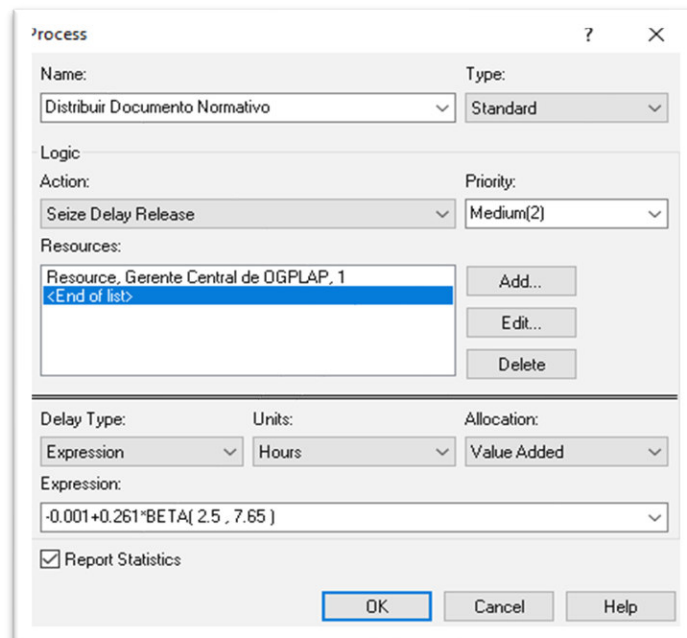 Process ? ×
Name: Type:
Distribuir Documento Normativo Standard
Logic
Action: Priority:
Seize Delay Release Medium(2)
Resources:
Resource, Gerente Central de OGPLAP, 1
<End of list>
Add...
Edit...
Delete
Delay Type: Units: Allocation:
Expression Hours Value Added
Expression:
-0.001+0.261*BETA( 2.5 , 7.65 )
Report Statistics
OK Cancel Help